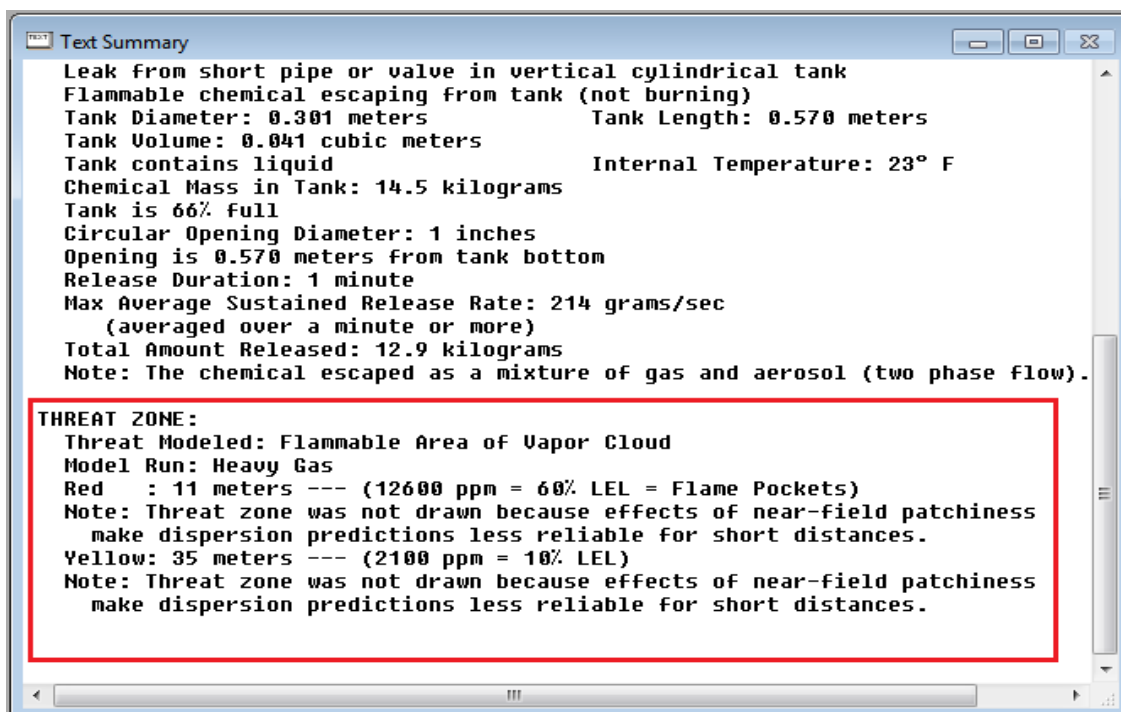 Text Summary
Leak from short pipe or valve in vertical cylindrical tank
Flammable chemical escaping from tank (not burning)
Tank Diameter: 0.301 meters Tank Length: 0.570 meters
Tank Volume: 0.041 cubic meters
Tank contains liquid Internal Temperature: 23° F
Chemical Mass in Tank: 14.5 kilograms
Tank is 66% full
Circular Opening Diameter: 1 inches
Opening is 0.570 meters from tank bottom
Release Duration: 1 minute
Max Average Sustained Release Rate: 214 grams/sec
(averaged over a minute or more)
Total Amount Released: 12.9 kilograms
Note: The chemical escaped as a mixture of gas and aerosol (two phase flow).
THREAT ZONE:
Threat Modeled: Flammable Area of Vapor Cloud
Model Run: Heavy Gas
Red : 11 meters --- (12600 ppm = 60% LEL = Flame Pockets)
Note: Threat zone was not drawn because effects of near-field patchiness
make dispersion predictions less reliable for short distances.
Yellow: 35 meters --- (2100 ppm = 10% LEL)
Note: Threat zone was not drawn because effects of near-field patchiness
make dispersion predictions less reliable for short distances.